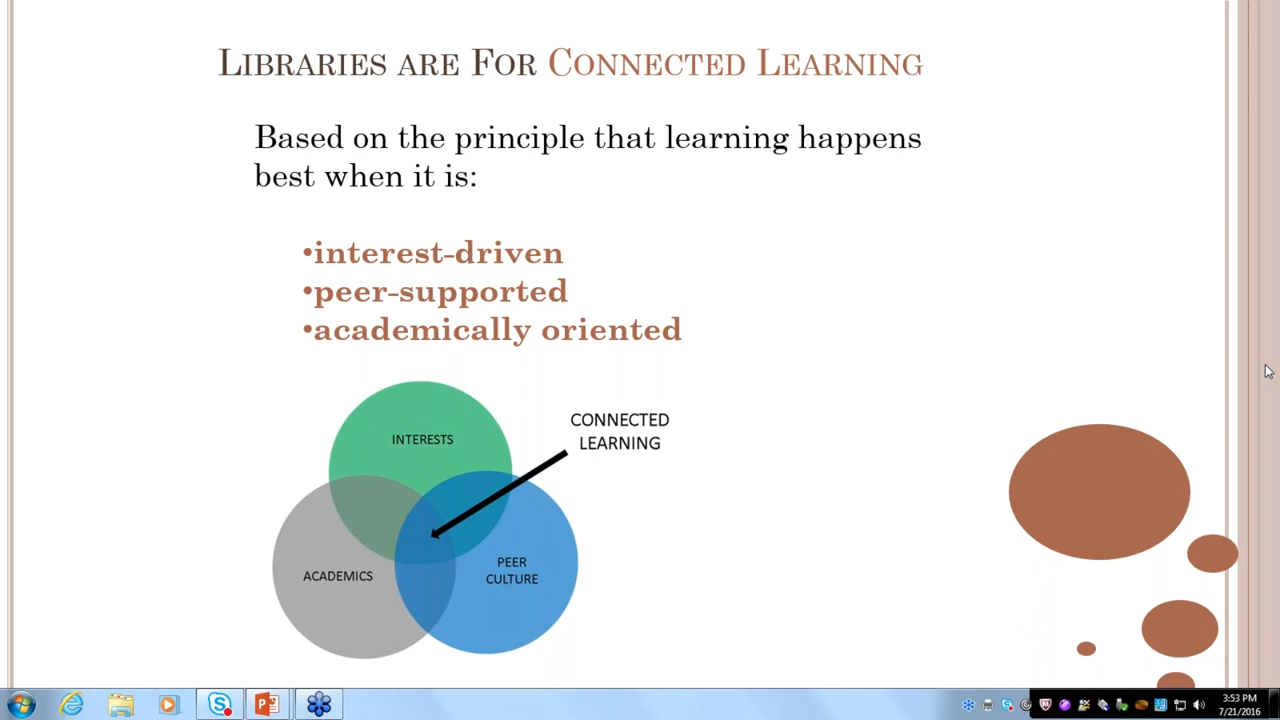 LIBRARIES ARE FOR CONNECTED LEARNING
Based on the principle that learning happens
best when it is:
•interest-driven
•peer-supported
•academically oriented
INTERESTS
CONNECTED
LEARNING
ACADEMICS
PEER
CULTURE
3:53 PM
7/21/2016